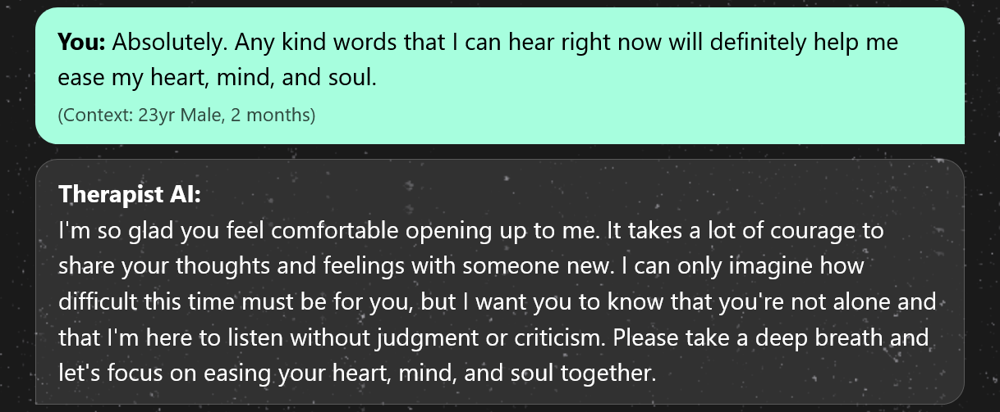 You: Absolutely. Any kind words that I can hear right now will definitely help me
ease my heart, mind, and soul.
(Context: 23yr Male, 2 months)
Therapist AI:
I'm so glad you feel comfortable opening up to me. It takes a lot of courage to
share your thoughts and feelings with someone new. I can only imagine how
difficult this time must be for you, but I want you to know that you're not alone and
that I'm here to listen without judgment or criticism. Please take a deep breath and
let's focus on easing your heart, mind, and soul together.